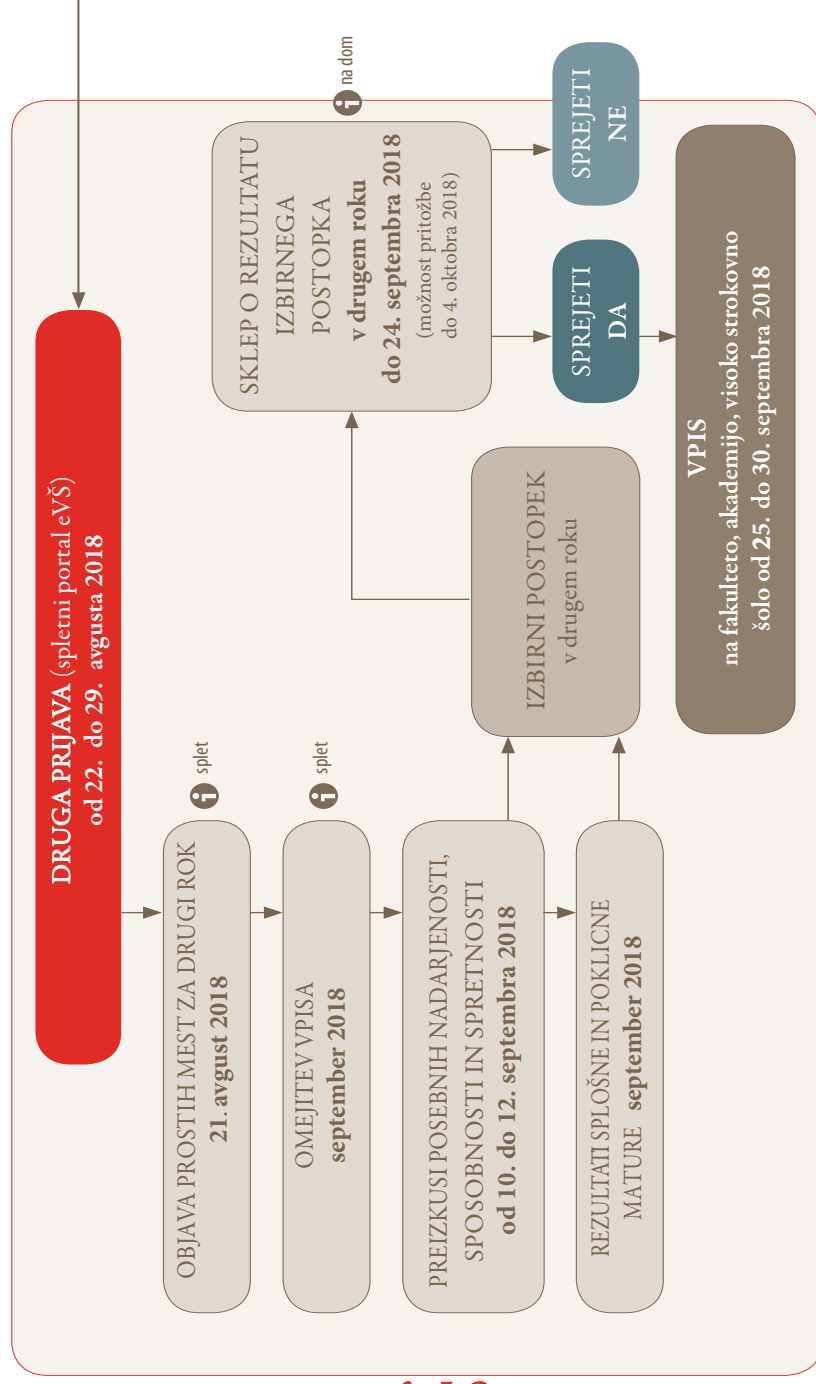 DRUGA PRIJAVA (spletni portal eVŠ)
od 22. do 29. avgusta 2018
OBJAVA PROSTIH MEST ZA DRUGI ROK
21. avgust 2018
splet
OMEJITEV VPISA
september 2018
splet
PREIZKUSI POSEBNIH NADARJENOSTI,
SPOSOBNOSTI IN SPRETNOSTI
od 10. do 12. septembra 2018
REZULTATI SPLOŠNE IN POKLICNE
MATURE september 2018
IZBIRNI POSTOPEK
v drugem roku
SKLEP O REZULTATU
IZBIRNEGA
POSTOPKA
v drugem roku
do 24. septembra 2018
(možnost pritožbe
do 4. oktobra 2018)
na dom
SPREJETI
DA
SPREJETI
NE
VPIS
na fakulteto, akademijo, visoko strokovno
šolo od 25. do 30. septembra 2018